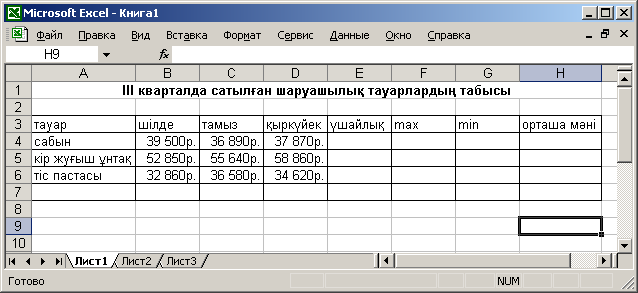 Microsoft Excel - Книга1
Файл Правка Вид Вставка Формат Сервис Данные Окно Справка
H9 fx
A B C D E F G H
1 III кварталда сатылған шаруашылық тауарлардың табысы
2
3 тауар шілде тамыз қыркүйек үшайлық max min орташа мәні
4 сабын 39 500р. 36 890р. 37 870р.
5 кір жуғыш ұнтақ 52 850р. 55 640р. 58 860р.
6 тіс пастасы 32 860р. 36 580р. 34 620р.
7
8
9
10
Лист1 Лист2 Лист3
Готово NUM